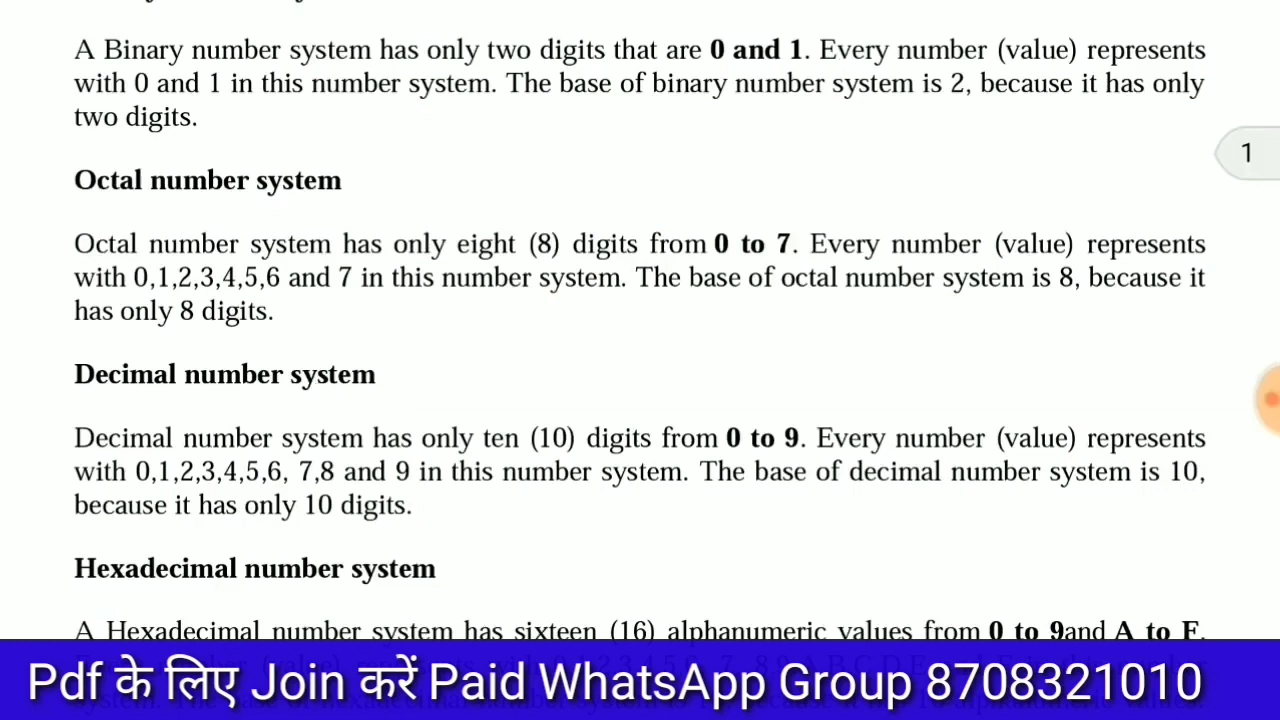 A Binary number system has only two digits that are 0 and 1. Every number (value) represents
with 0 and 1 in this number system. The base of binary number system is 2, because it has only
two digits.
1
Octal number system
Octal number system has only eight (8) digits from 0 to 7. Every number (value) represents
with 0,1,2,3,4,5,6 and 7 in this number system. The base of octal number system is 8, because it
has only 8 digits.
Decimal number system
Decimal number system has only ten (10) digits from 0 to 9. Every number (value) represents
with 0,1,2,3,4,5,6, 7,8 and 9 in this number system. The base of decimal number system is 10,
because it has only 10 digits.
Hexadecimal number system
A Hexadecimal number system has sixteen (16) alphanumeric values from 0 to 9and A to F.
Pdf के लिए Join करें Paid WhatsApp Group 8708321010